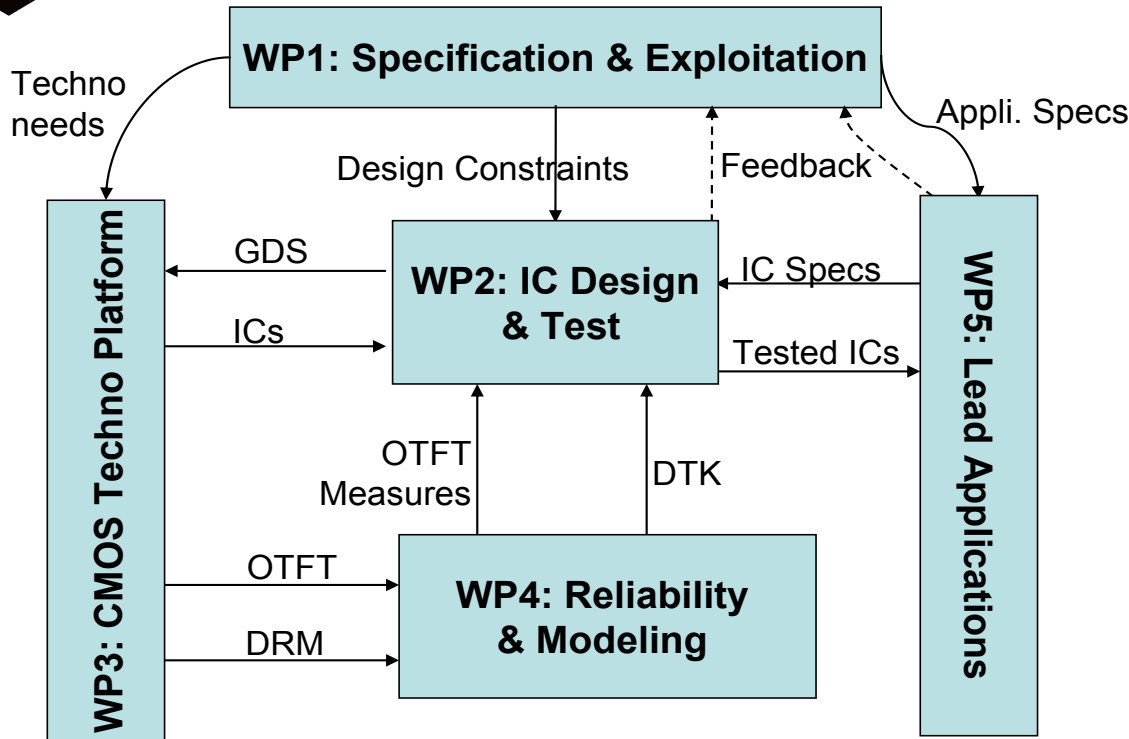 WP1: Specification & Exploitation
Techno
needs
Appli. Specs
Design Constraints
Feedback
WP3: CMOS Techno Platform
GDS
WP2: IC Design
& Test
IC Specs
WP5: Lead Applications
ICs
Tested ICs
OTFT
Measures
DTK
OTFT
WP4: Reliability
& Modeling
DRM